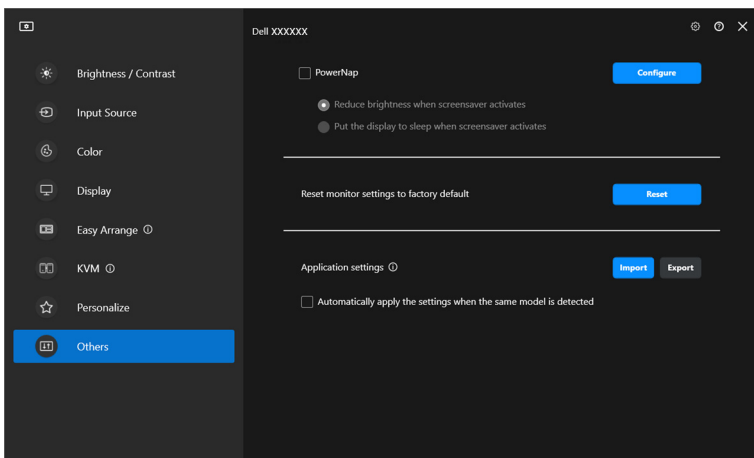 Dell XXXXXX
Brightness / Contrast
Input Source
Color
Display
Easy Arrange
KVM
Personalize
Others
PowerNap
Configure
Reduce brightness when screensaver activates
Put the display to sleep when screensaver activates
Reset monitor settings to factory default
Reset
Application settings
Import
Export
Automatically apply the settings when the same model is detected